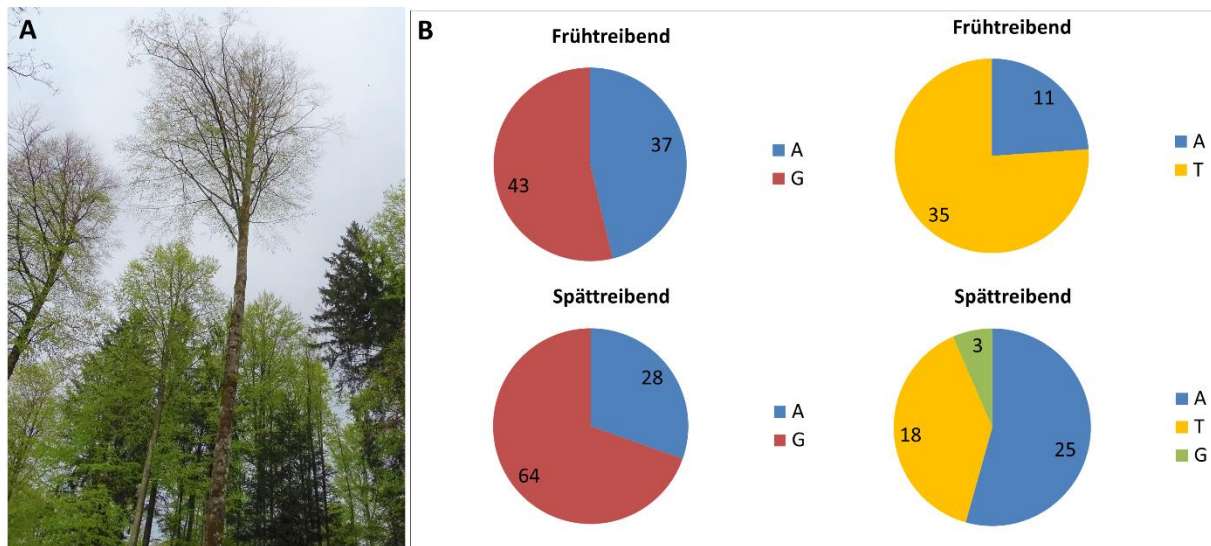 A
B
Frühtreibend
37
43
A
G
Frühtreibend
11
35
A
T
Spättreibend
28
64
A
G
Spättreibend
3
18
25
A
T
G